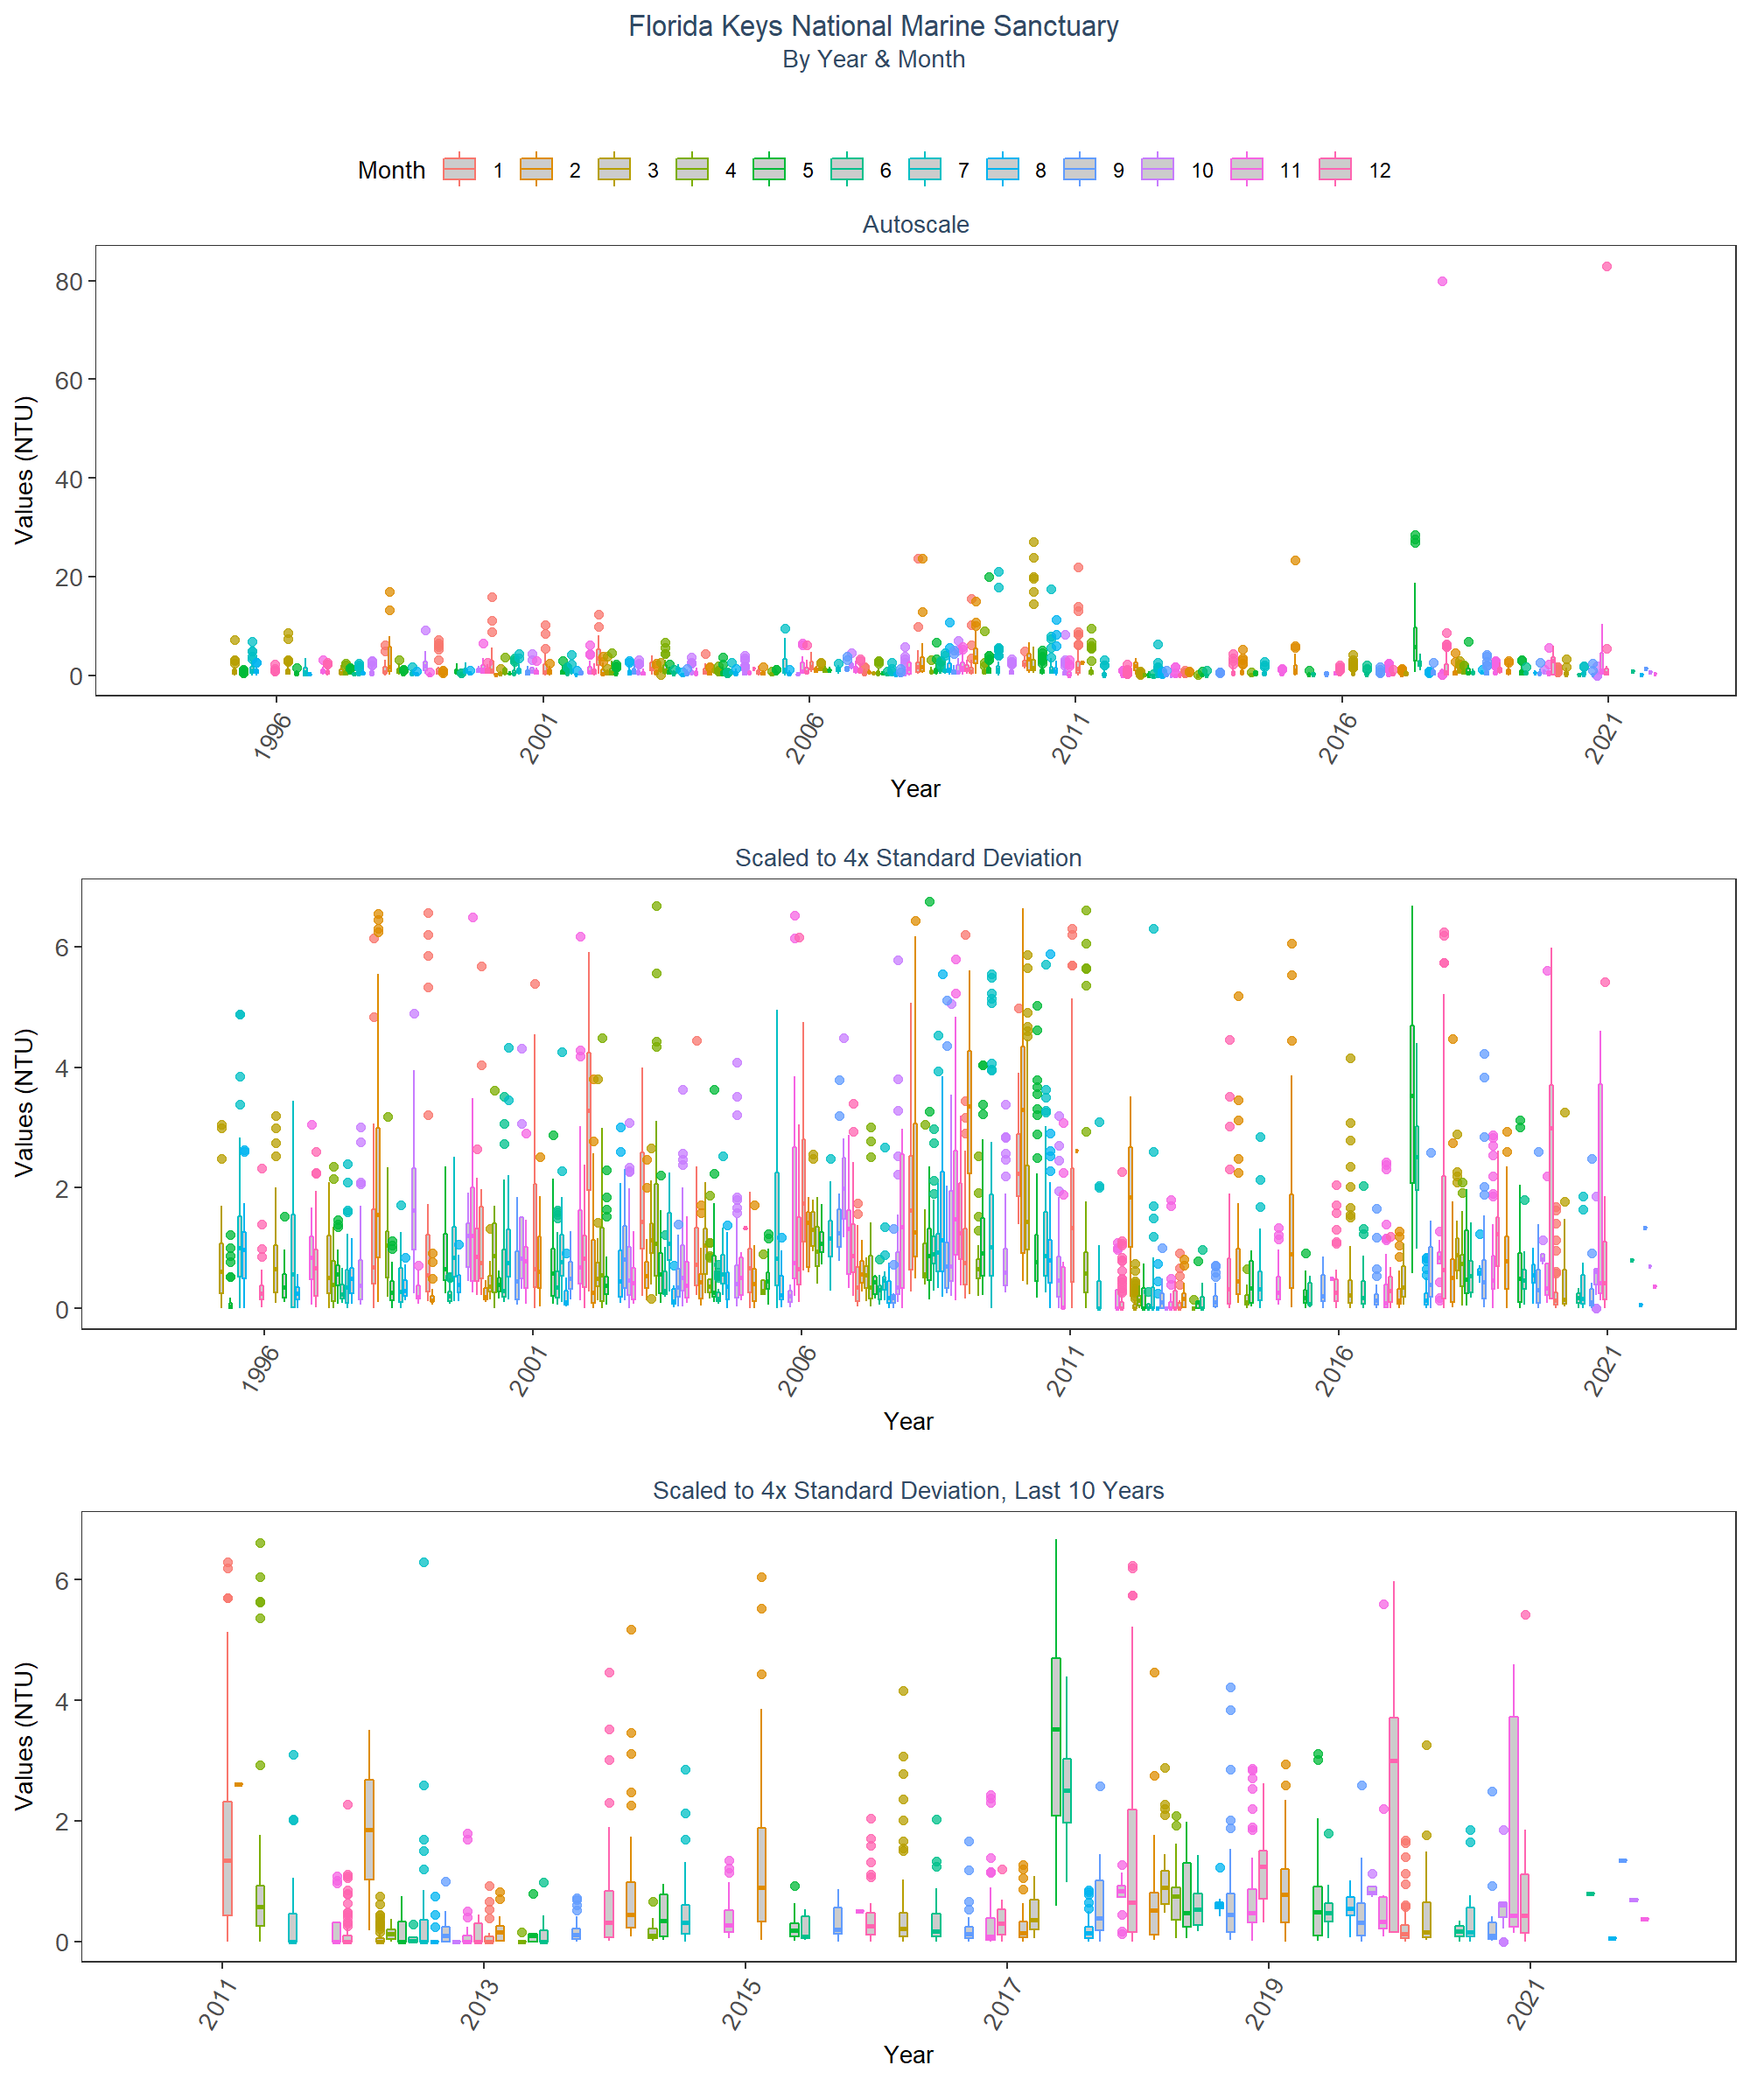 Florida Keys National Marine Sanctuary
By Year & Month
Month 1 2 3 4 5 6 7 8 9 10 11 12
Autoscale
Values (NTU)
80
60
40
20
0
1996 2001 2006 2011 2016 2021
Year
Scaled to 4x Standard Deviation
Values (NTU)
6
4
2
0
1996 2001 2006 2011 2016 2021
Year
Scaled to 4x Standard Deviation, Last 10 Years
Values (NTU)
6
4
2
0
2011 2013 2015 2017 2019 2021
Year